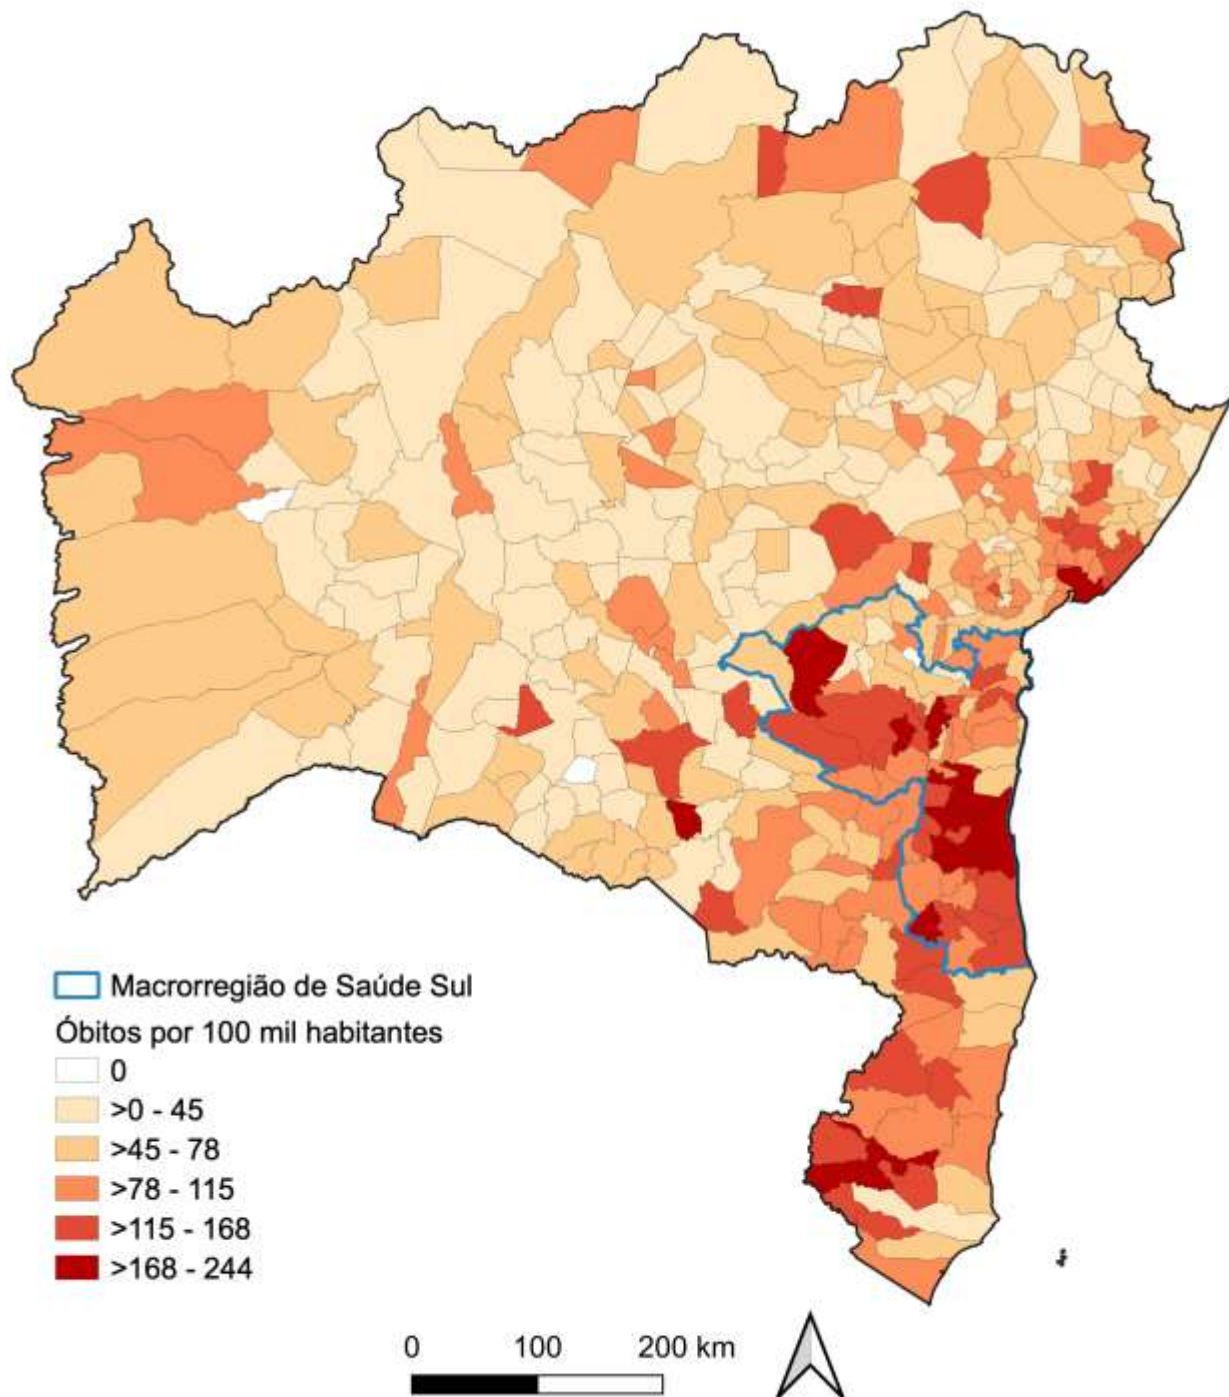 Macrorregião de Saúde Sul
Óbitos por 100 mil habitantes
0
>0 - 45
>45 - 78
>78 - 115
>115 - 168
>168 - 244
0 100 200 km